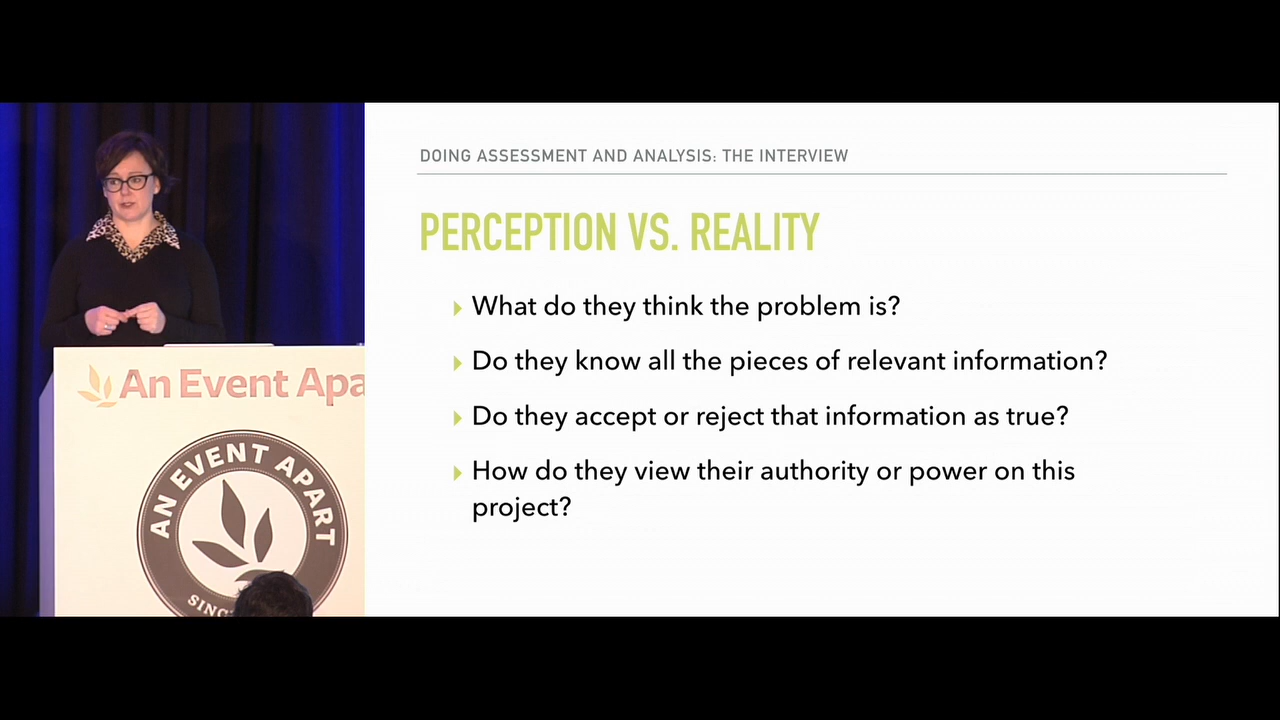 DOING ASSESSMENT AND ANALYSIS: THE INTERVIEW
PERCEPTION VS. REALITY
What do they think the problem is?
Do they know all the pieces of relevant information?
Do they accept or reject that information as true?
How do they view their authority or power on this
project?
An Event Apa
AN EVENT APART
SINC